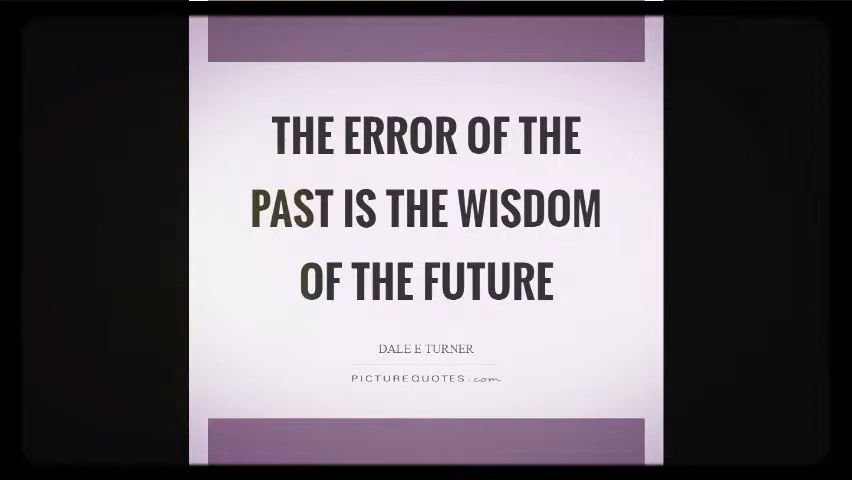 THE ERROR OF THE
PAST IS THE WISDOM
OF THE FUTURE
DALE E TURNER
PICTUREQUOTES.com